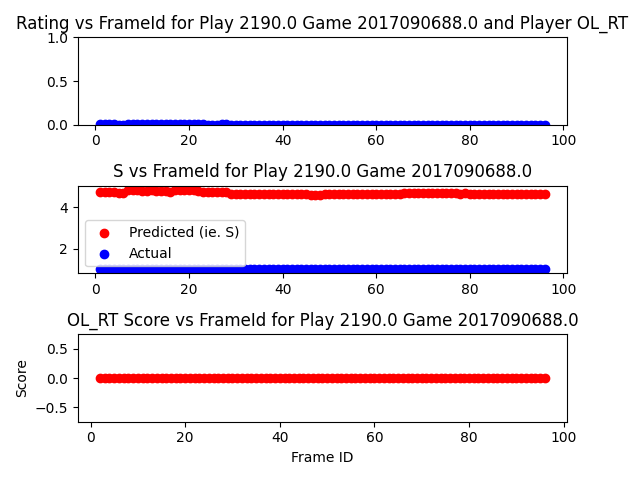 Rating vs FrameId for Play 2190.0 Game 2017090688.0 and Player OL_RT
1.0
0.5
0.0
0 20 40 60 80 100
S vs FrameId for Play 2190.0 Game 2017090688.0
4
2
Predicted (ie. S)
Actual
0 20 40 60 80 100
OL_RT Score vs FrameId for Play 2190.0 Game 2017090688.0
Score
0.5
0.0
−0.5
0 20 40 60 80 100
Frame ID